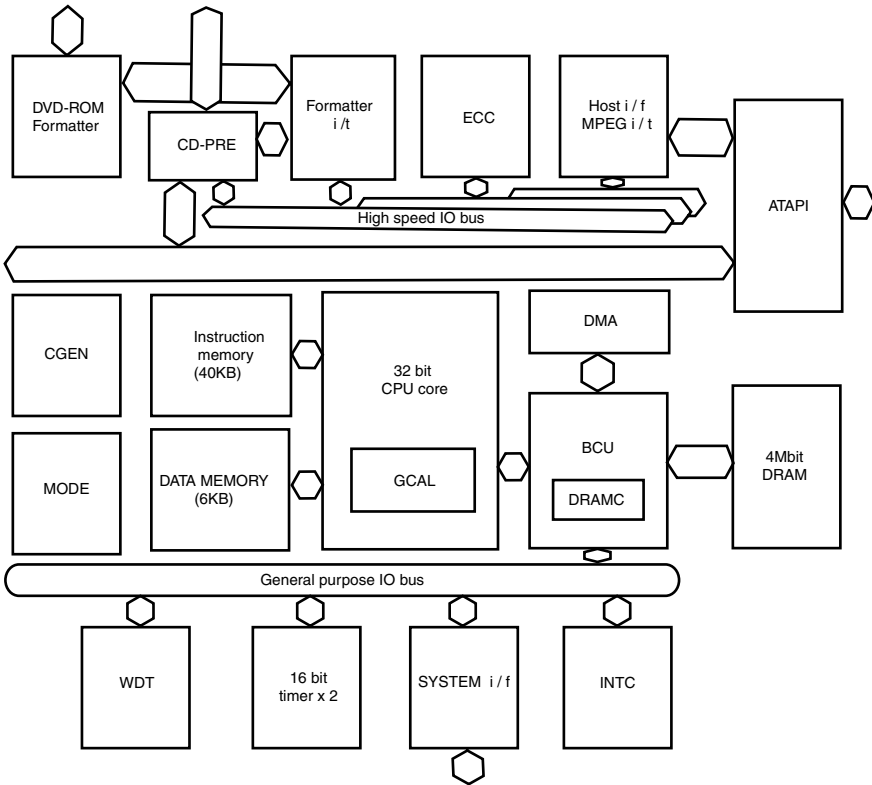 DVD-ROM
Formatter
CD-PRE
Formatter
i /t
ECC
Host i / f
MPEG i / t
ATAPI
High speed IO bus
CGEN
Instruction
memory
(40KB)
32 bit
CPU core
DMA
MODE
DATA MEMORY
(6KB)
GCAL
BCU
DRAMC
4Mbit
DRAM
General purpose IO bus
WDT
16 bit
timer x 2
SYSTEM i / f
INTC